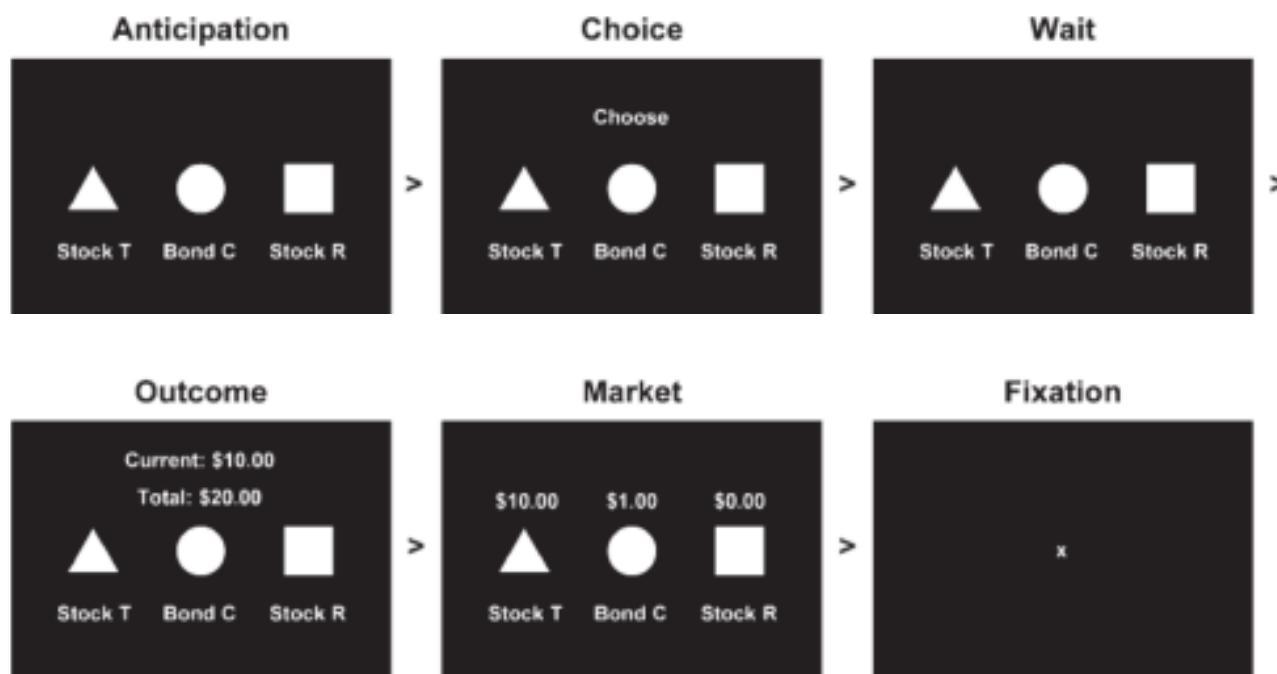 Anticipation Choice Wait
Choose
Stock T Bond C Stock R > Stock T Bond C Stock R > Stock T Bond C Stock R >
Outcome Market Fixation
Current: $10.00
Total: $20.00
$10.00 $1.00 $0.00
> > x
Stock T Bond C Stock R Stock T Bond C Stock R